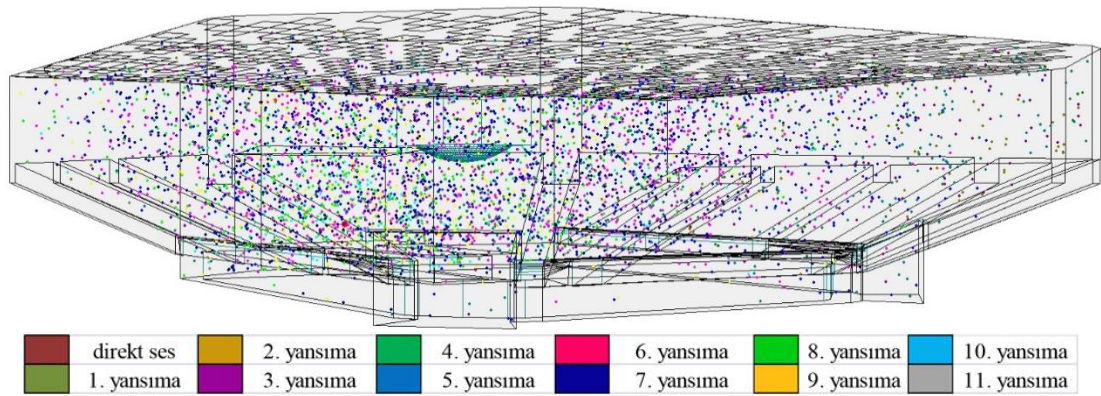 direkt ses 2. yansıma 4. yansıma 6. yansıma 8. yansıma 10. yansıma
1. yansıma 3. yansıma 5. yansıma 7. yansıma 9. yansıma 11. yansıma